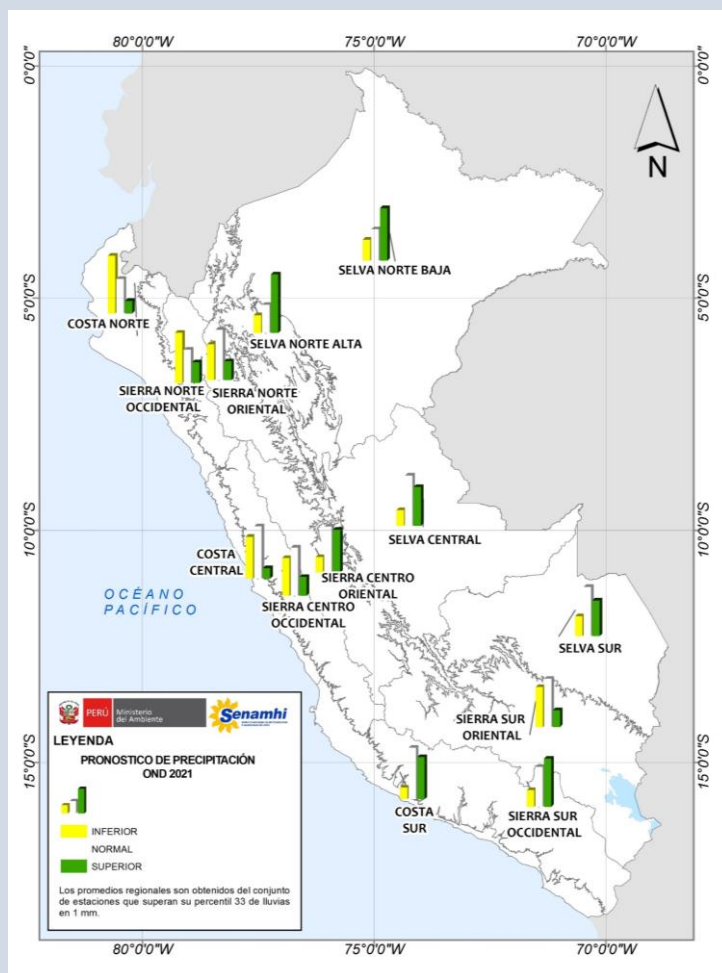 80°0'0"W 75°0'0"W 70°0'0"W
0°0'0"
0°0'0"
N
SELVA NORTE BAJA
5°0'0"S
5°0'0"S
COSTA NORTE
SELVA NORTE ALTA
SIERRA NORTE
OCCIDENTAL
SIERRA NORTE
ORIENTAL
10°0'0"S
10°0'0"S
SELVA CENTRAL
COSTA
CENTRAL
SIERRA CENTRO
ORIENTAL
SIERRA CENTRO
OCCIDENTAL
OCÉANO
PACÍFICO
SELVA SUR
SIERRA SUR
ORIENTAL
15°0'0"S
15°0'0"S
COSTA
SUR
SIERRA SUR
OCCIDENTAL
PERÚ
Ministerio
del Ambiente
Senamhi
LEYENDA
PRONOSTICO DE PRECIPITACIÓN
OND 2021
INFERIOR
NORMAL
SUPERIOR
Los promedios regionales son obtenidos del conjunto
de estaciones que superan su percentil 33 de lluvias
en 1 mm.
80°0'0"W 75°0'0"W 70°0'0"W